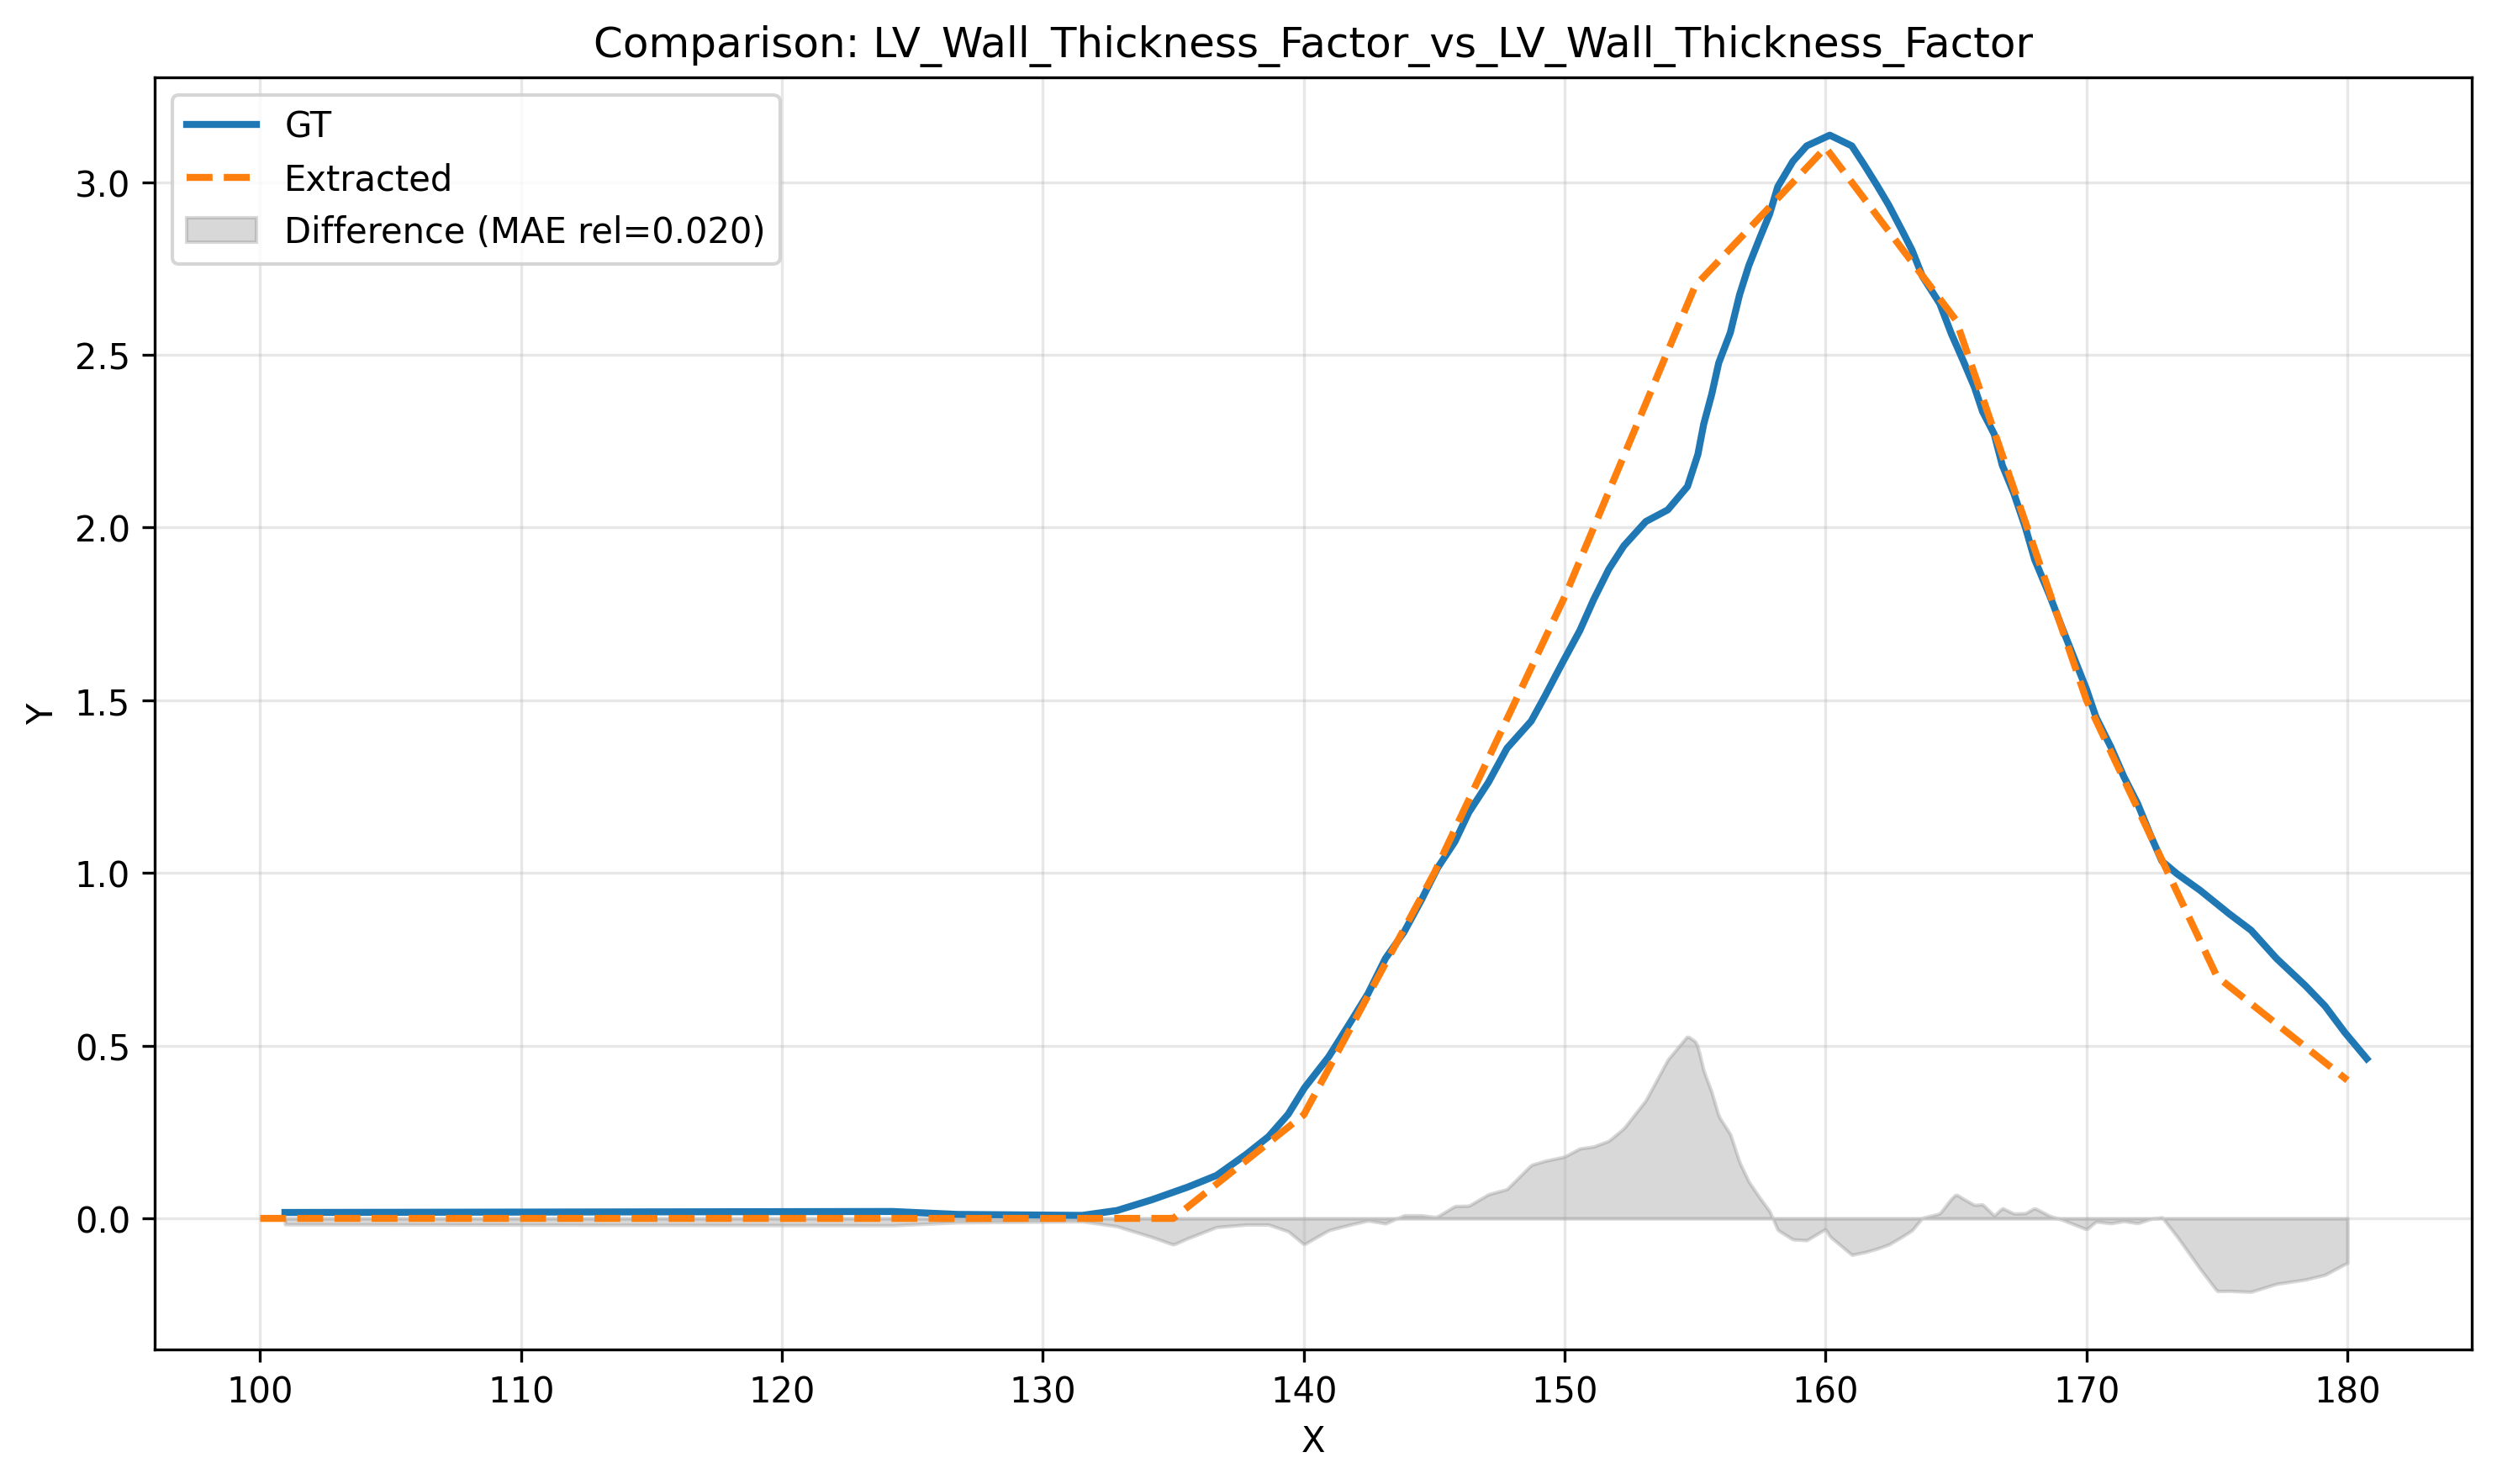 Comparison: LV_Wall_Thickness_Factor_vs_LV_Wall_Thickness_Factor
GT
Extracted
Difference (MAE rel=0.020)
Y
3.0
2.5
2.0
1.5
1.0
0.5
0.0
100 110 120 130 140 150 160 170 180
X